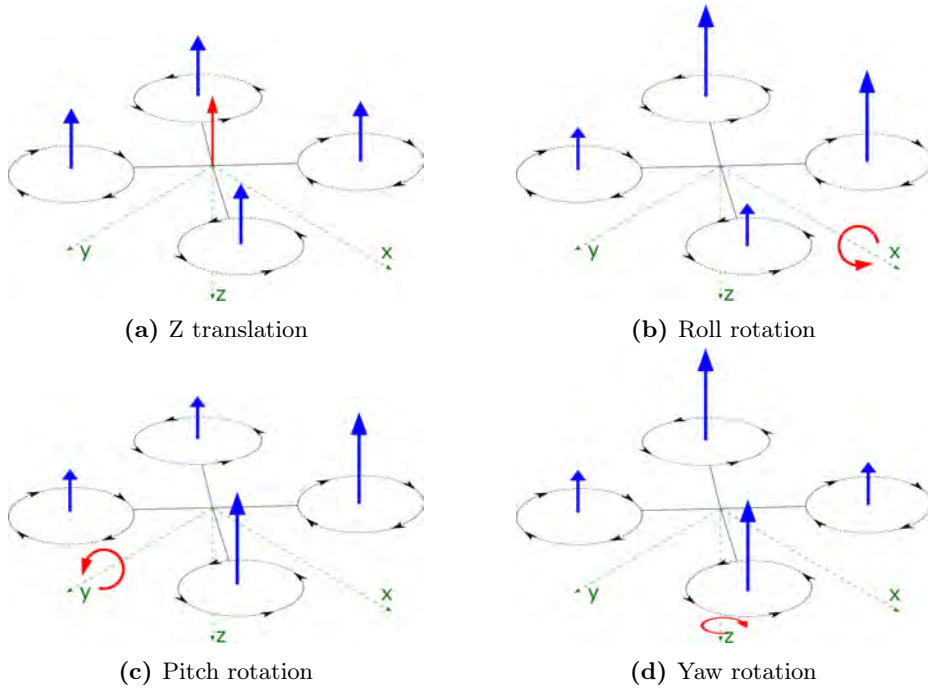 y
x
z
y
x
z
(a) Z translation
(b) Roll rotation
y
x
z
y
x
z
(c) Pitch rotation
(d) Yaw rotation